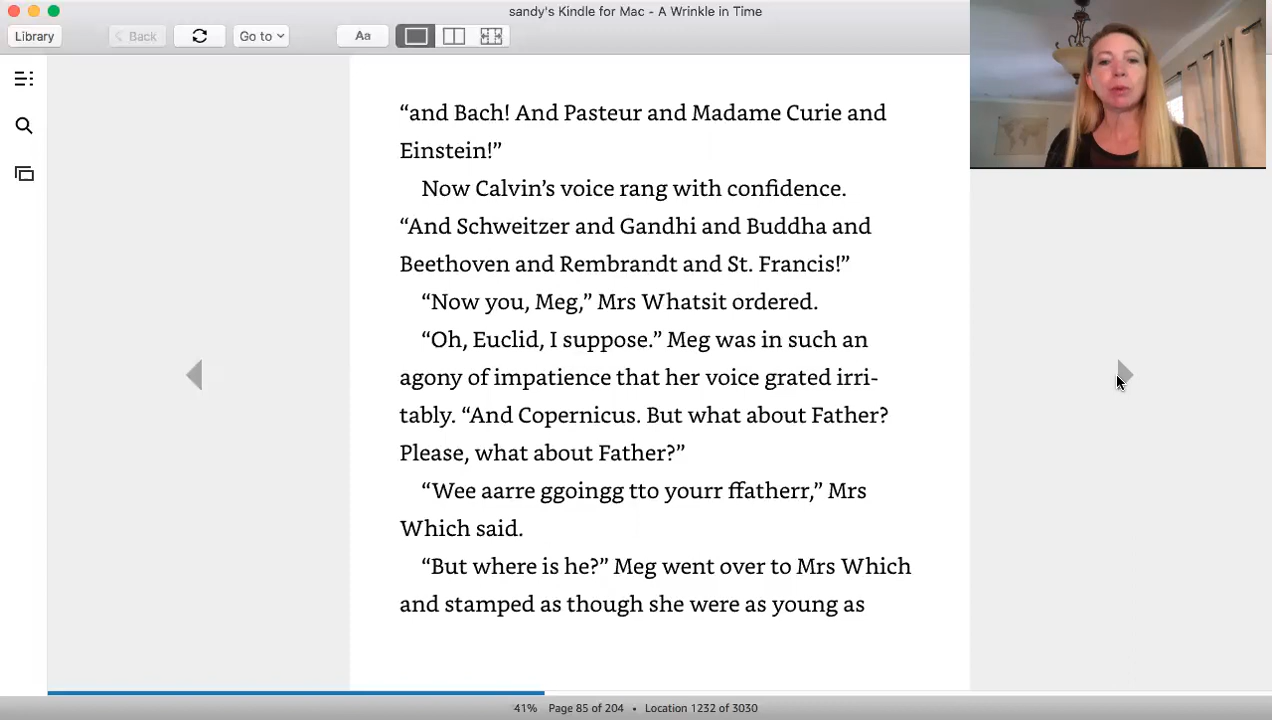 sandy's Kindle for Mac - A Wrinkle in Time
Library
Back
Go to
Aa
“and Bach! And Pasteur and Madame Curie and
Einstein!”
Now Calvin’s voice rang with confidence.
“And Schweitzer and Gandhi and Buddha and
Beethoven and Rembrandt and St. Francis!”
“Now you, Meg,” Mrs Whatsit ordered.
“Oh, Euclid, I suppose.” Meg was in such an
agony of impatience that her voice grated irri-
tably. “And Copernicus. But what about Father?
Please, what about Father?”
“Wee aarre ggoingg tto yourr ffatherr,” Mrs
Which said.
“But where is he?” Meg went over to Mrs Which
and stamped as though she were as young as
41% Page 85 of 204 • Location 1232 of 3030